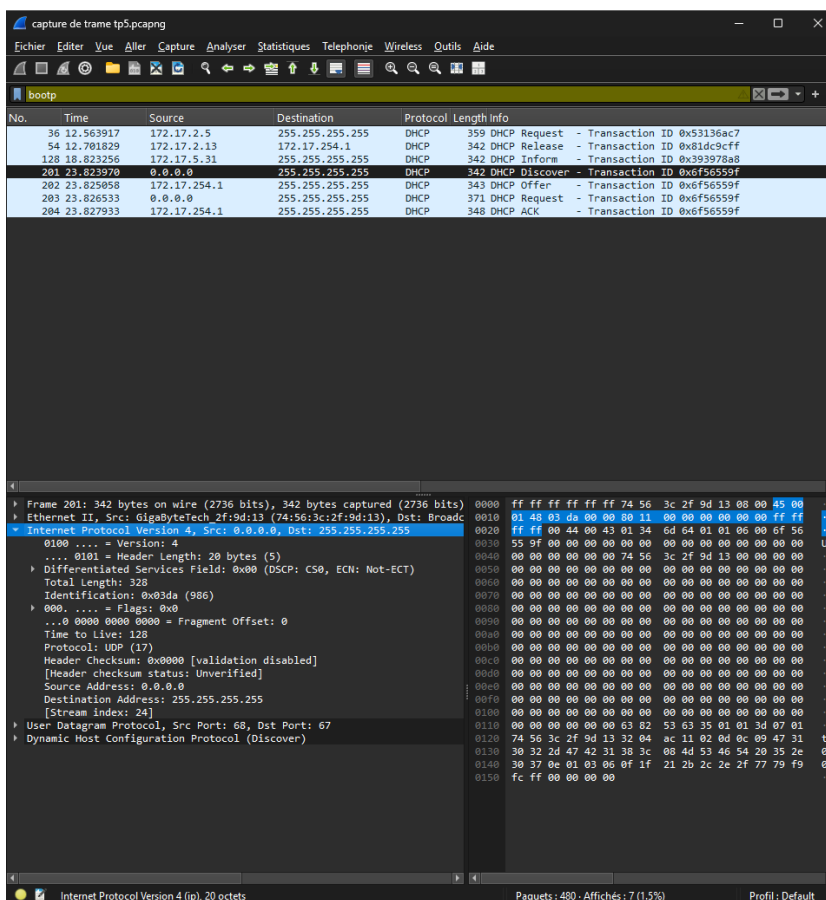 capture de trame tp5.pcapng
Fichier Editer Vue Aller Capture Analyser Statistiques Telephonie Wireless Outils Aide
bootp
No. Time Source Destination Protocol Length Info
36 12.563917 172.17.2.5 255.255.255.255 DHCP 359 DHCP Request - Transaction ID 0x53136ac7
54 12.701829 172.17.2.13 172.17.254.1 DHCP 342 DHCP Release - Transaction ID 0x81dc9cff
128 18.823256 172.17.5.31 255.255.255.255 DHCP 342 DHCP Inform - Transaction ID 0x393978a8
201 23.823970 0.0.0.0 255.255.255.255 DHCP 342 DHCP Discover - Transaction ID 0x6f56559f
202 23.825058 172.17.254.1 255.255.255.255 DHCP 343 DHCP Offer - Transaction ID 0x6f56559f
203 23.826533 0.0.0.0 255.255.255.255 DHCP 371 DHCP Request - Transaction ID 0x6f56559f
204 23.827933 172.17.254.1 255.255.255.255 DHCP 348 DHCP ACK - Transaction ID 0x6f56559f
Frame 201: 342 bytes on wire (2736 bits), 342 bytes captured (2736 bits)
Ethernet II, Src: GigaByteTech_2f:9d:13 (74:56:3c:2f:9d:13), Dst: Broadc
Internet Protocol Version 4, Src: 0.0.0.0, Dst: 255.255.255.255
0100 .... = Version: 4
.... 0101 = Header Length: 20 bytes (5)
Differentiated Services Field: 0x00 (DSCP: CS0, ECN: Not-ECT)
Total Length: 328
Identification: 0x03da (986)
000. .... = Flags: 0x0
...0 0000 0000 0000 = Fragment Offset: 0
Time to Live: 128
Protocol: UDP (17)
Header Checksum: 0x0000 [validation disabled]
[Header checksum status: Unverified]
Source Address: 0.0.0.0
Destination Address: 255.255.255.255
[Stream index: 24]
User Datagram Protocol, Src Port: 68, Dst Port: 67
Dynamic Host Configuration Protocol (Discover)
0000 ff ff ff ff ff ff 74 56 3c 2f 9d 13 08 00 45 00
0010 01 48 03 da 00 00 80 11 00 00 00 00 00 00 ff ff
0020 ff ff 00 44 00 43 01 34 6d 64 01 01 06 00 6f 56
0030 55 9f 00 00 00 00 00 00 00 00 00 00 00 00 00 00
0040 00 00 00 00 00 00 74 56 3c 2f 9d 13 00 00 00 00
0050 00 00 00 00 00 00 00 00 00 00 00 00 00 00 00 00
0060 00 00 00 00 00 00 00 00 00 00 00 00 00 00 00 00
0070 00 00 00 00 00 00 00 00 00 00 00 00 00 00 00 00
0080 00 00 00 00 00 00 00 00 00 00 00 00 00 00 00 00
0090 00 00 00 00 00 00 00 00 00 00 00 00 00 00 00 00
00a0 00 00 00 00 00 00 00 00 00 00 00 00 00 00 00 00
00b0 00 00 00 00 00 00 00 00 00 00 00 00 00 00 00 00
00c0 00 00 00 00 00 00 00 00 00 00 00 00 00 00 00 00
00d0 00 00 00 00 00 00 00 00 00 00 00 00 00 00 00 00
00e0 00 00 00 00 00 00 00 00 00 00 00 00 00 00 00 00
00f0 00 00 00 00 00 00 00 00 00 00 00 00 00 00 00 00
0100 00 00 00 00 00 00 00 00 00 00 00 00 00 00 00 00
0110 00 00 00 00 00 00 63 82 53 63 35 01 01 3d 07 01
0120 74 56 3c 2f 9d 13 32 04 ac 11 02 0d 0c 09 47 31
0130 30 32 2d 47 42 31 38 3c 08 4d 53 46 54 20 35 2e
0140 30 37 0e 01 03 06 0f 1f 21 2b 2c 2e 2f 77 79 f9
0150 fc ff 00 00 00 00
Internet Protocol Version 4 (ip), 20 octets Paquets : 480 · Affichés : 7 (1.5%) Profil : Default